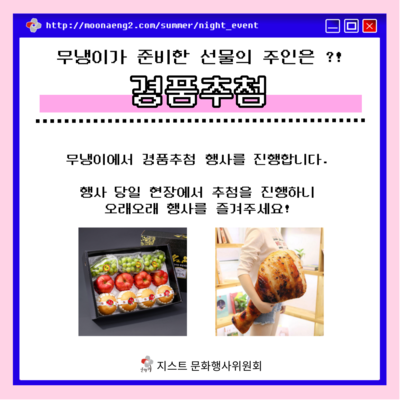 http://moonaeng2.com/summer/night_event
무냉이가 준비한 선물의 주인은 ?!
경품추첨
무냉이에서 경품추첨 행사를 진행합니다.
행사 당일 현장에서 추첨을 진행하니
오래오래 행사를 즐겨주세요!
지스트 문화행사위원회